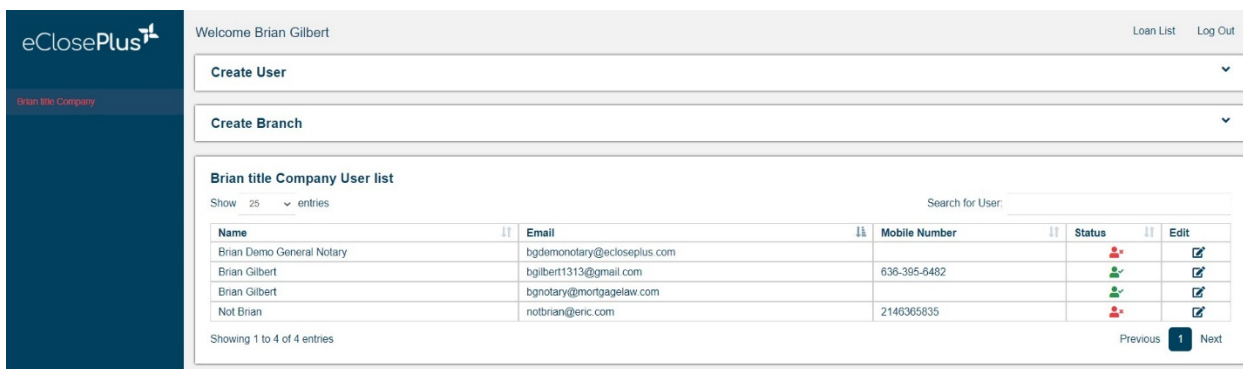 eClosePlus
Welcome Brian Gilbert Loan List Log Out
Create User
Brian title Company
Create Branch
Brian title Company User list
Show 25 entries Search for User:
Name Email Mobile Number Status Edit
Brian Demo General Notary bgdemonotary@ecloseplus.com
Brian Gilbert bgilbert1313@gmail.com 636-395-6482
Brian Gilbert bgnotary@mortgagelaw.com
Not Brian notbrian@eric.com 2146365835
Showing 1 to 4 of 4 entries Previous 1 Next